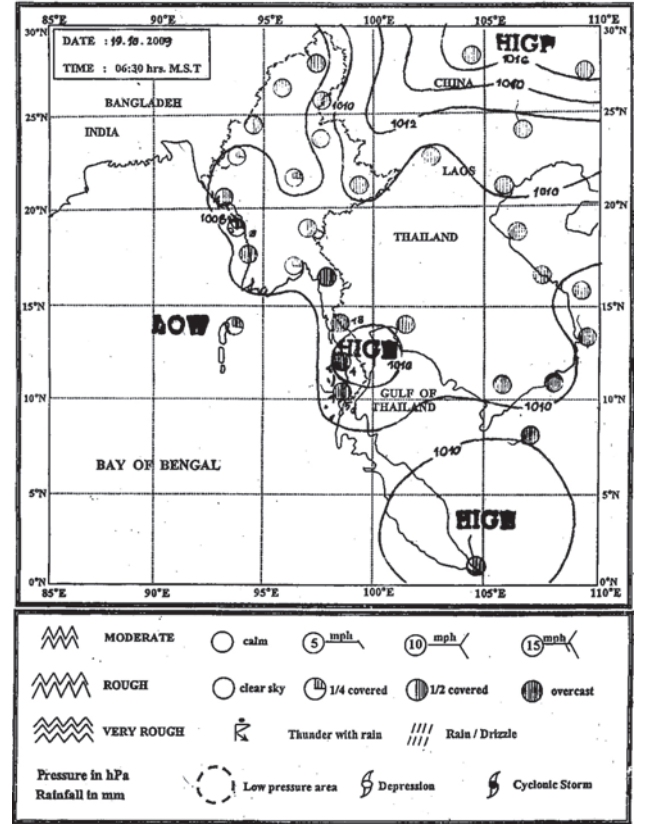 85°E 90°E 95°E 100°E 105°E 110°E
30°N 30°N
DATE : 19.10.2009
TIME : 06:30 hrs. M.S.T
HIGH
1016
CHINA
1010
BANGLADEH
1010
25°N 25°N
INDIA
1012
LAOS
1010
20°N 20°N
1008
THAILAND
15°N 15°N
LOW
18
HIGH
1010
10°N 10°N
GULF OF
THAILAND
1010
1010
BAY OF BENGAL
5°N 5°N
HIGH
0°N 0°N
85°E 90°E 95°E 100°E 105°E 110°E
MODERATE calm 5 mph 10 mph 15 mph
ROUGH clear sky 1/4 covered 1/2 covered overcast
VERY ROUGH Thunder with rain Rain / Drizzle
Pressure in hPa
Rainfall in mm
Low pressure area Depression Cyclonic Storm